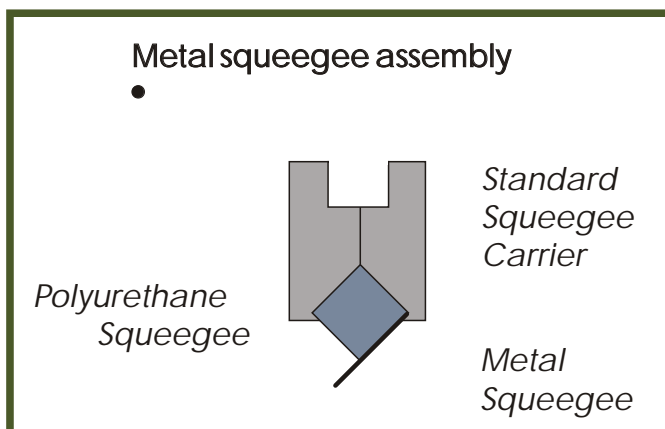 Metal squeegee assembly
•
Standard
Squeegee
Carrier
Polyurethane
Squeegee
Metal
Squeegee